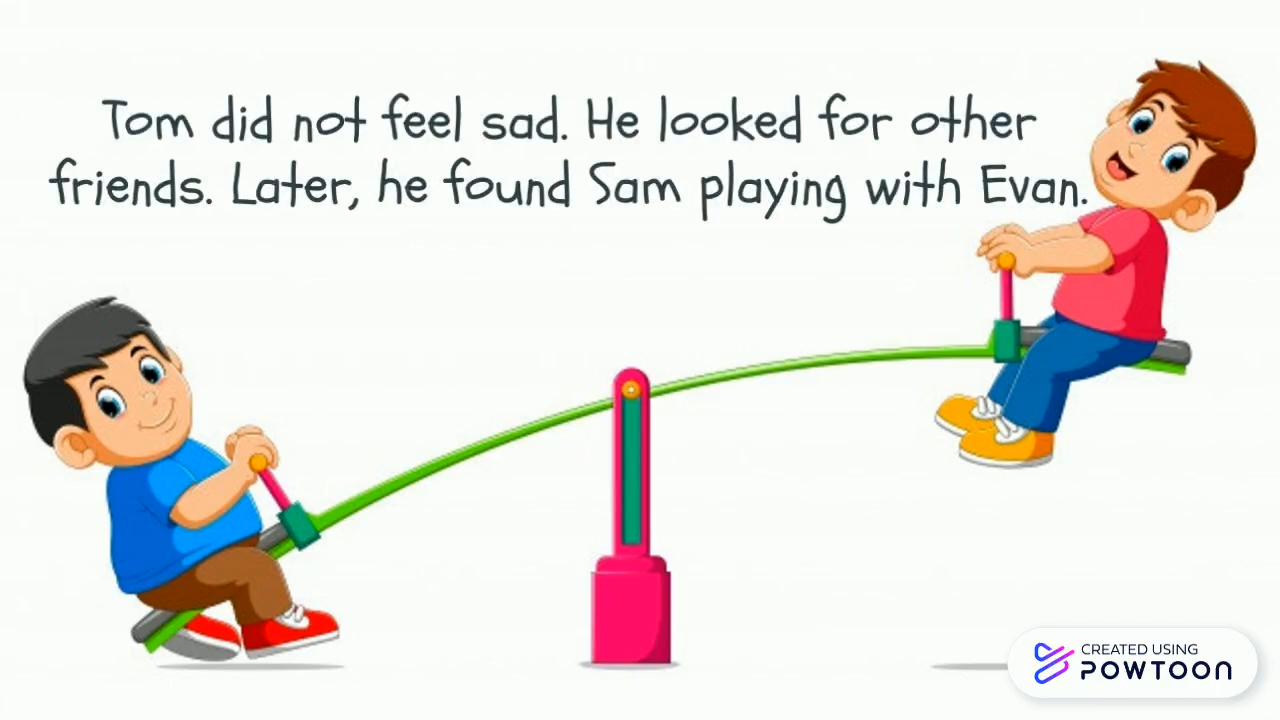 Tom did not feel sad. He looked for other
friends. Later, he found Sam playing with Evan.
CREATED USING
POWTOON